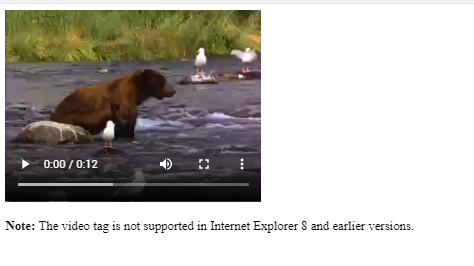 0:00 / 0:12
Note: The video tag is not supported in Internet Explorer 8 and earlier versions.